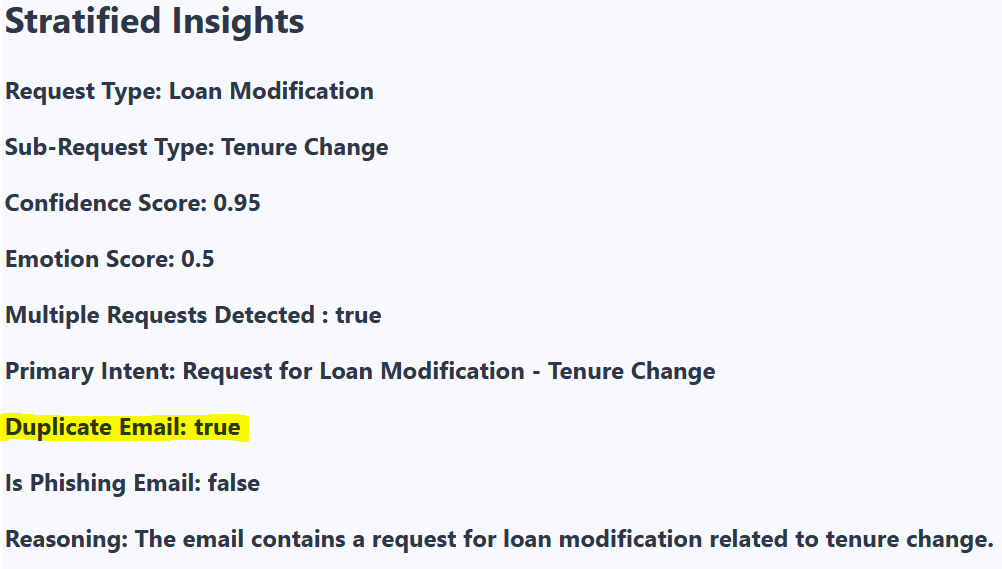 Stratified Insights
Request Type: Loan Modification
Sub-Request Type: Tenure Change
Confidence Score: 0.95
Emotion Score: 0.5
Multiple Requests Detected : true
Primary Intent: Request for Loan Modification - Tenure Change
Duplicate Email: true
Is Phishing Email: false
Reasoning: The email contains a request for loan modification related to tenure change.